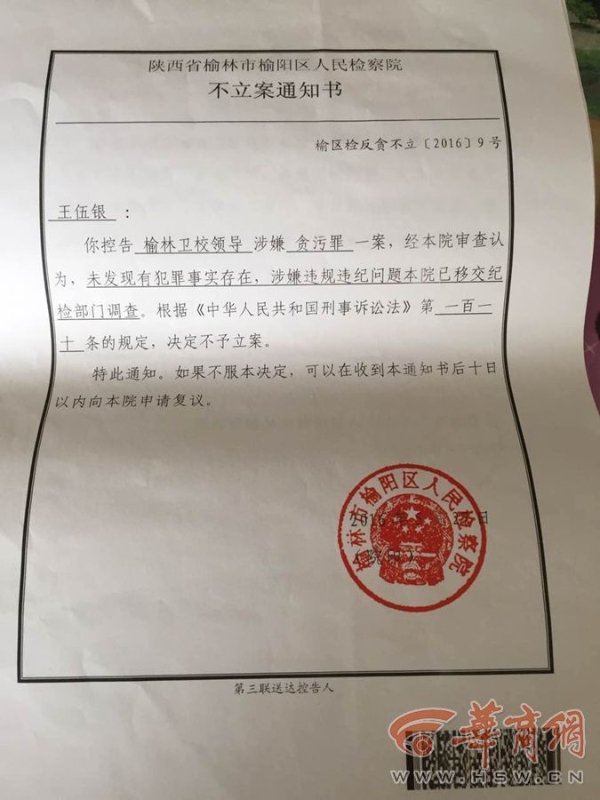 陕西省榆林市榆阳区人民检察院
不立案通知书
榆区检反贪不立〔2016〕9号
王伍银：
你控告 榆林卫校领导 涉嫌 贪污罪 一案，经本院审查认
为，未发现有犯罪事实存在，涉嫌违规违纪问题本院已移交纪
检部门调查。根据《中华人民共和国刑事诉讼法》第 一百一
十 条的规定，决定不予立案。
特此通知。如果不服本决定，可以在收到本通知书后十日
以内向本院申请复议。
榆林市榆阳区人民检察院
2016年
日
第三联送达控告人
华商网
www.HSW.cn